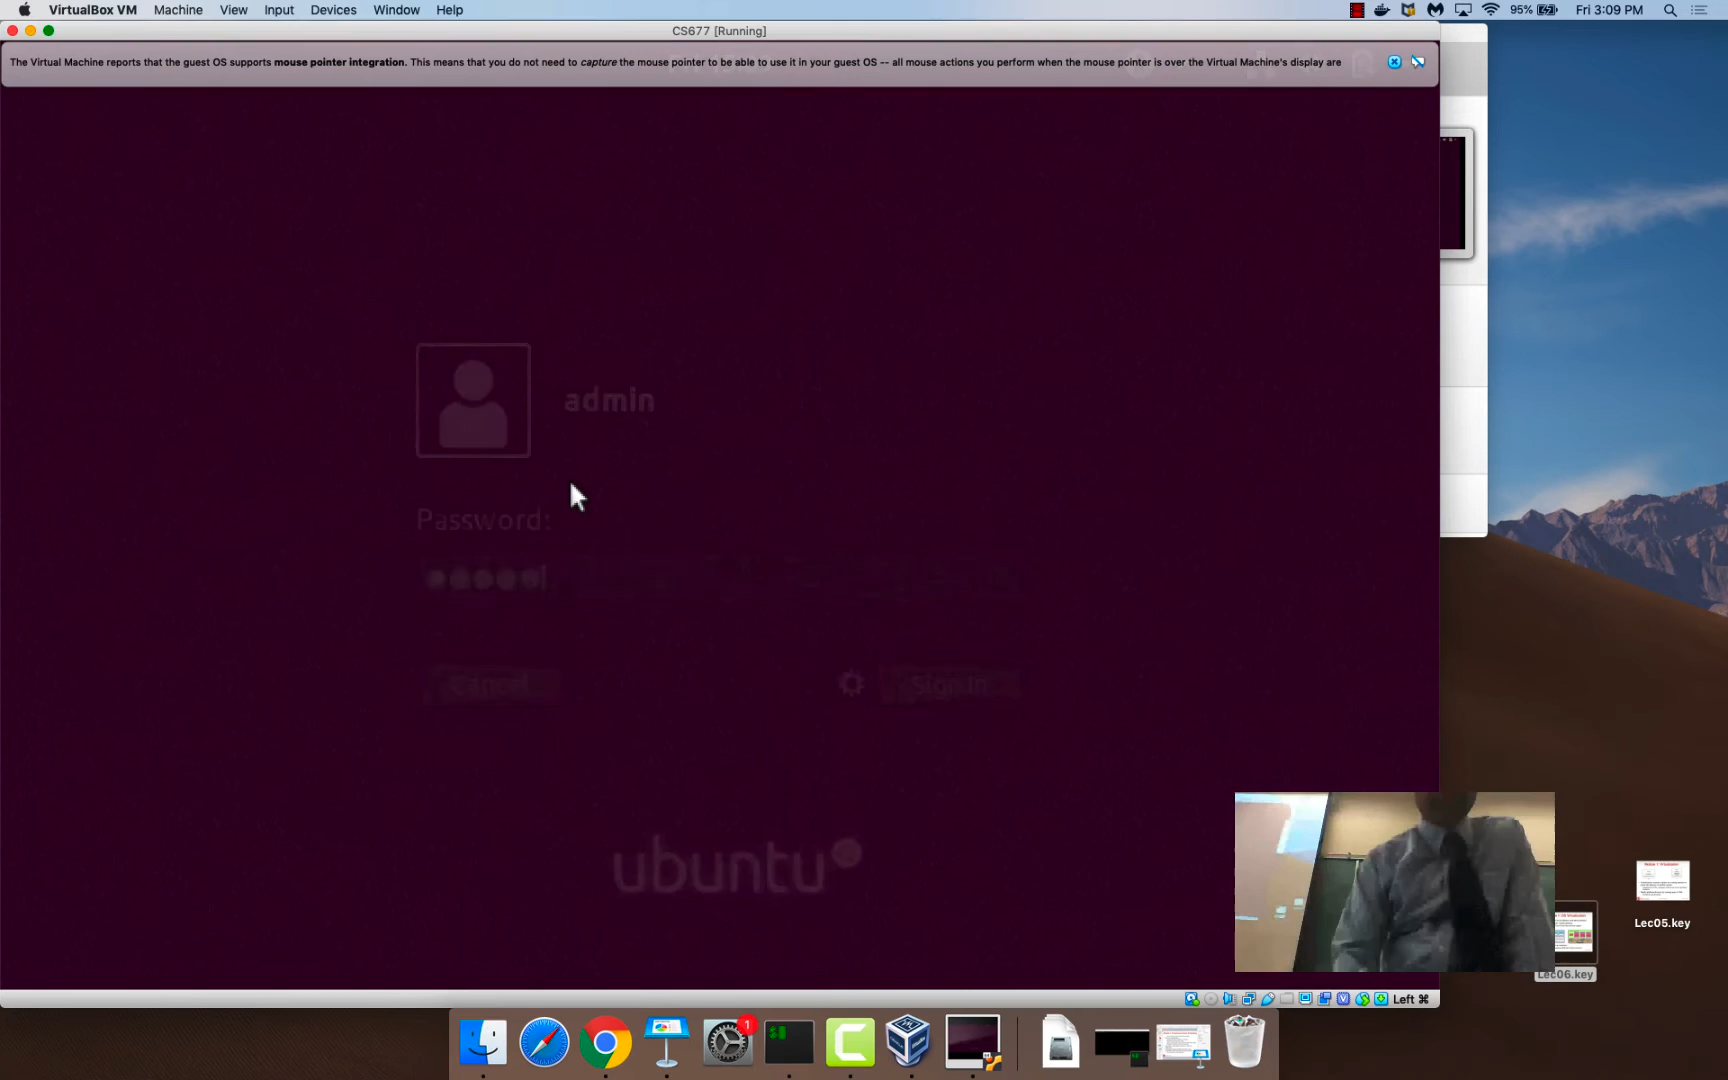 VirtualBox VM Machine View Input Devices Window Help 95% Fri 3:09 PM
CS677 [Running]
The Virtual Machine reports that the guest OS supports mouse pointer integration. This means that you do not need to capture the mouse pointer to be able to use it in your guest OS -- all mouse actions you perform when the mouse pointer is over the Virtual Machine's display are
admin
Password:
Cancel Sign In
ubuntu
Lec05.key
Lec06.key
Left ⌘
1